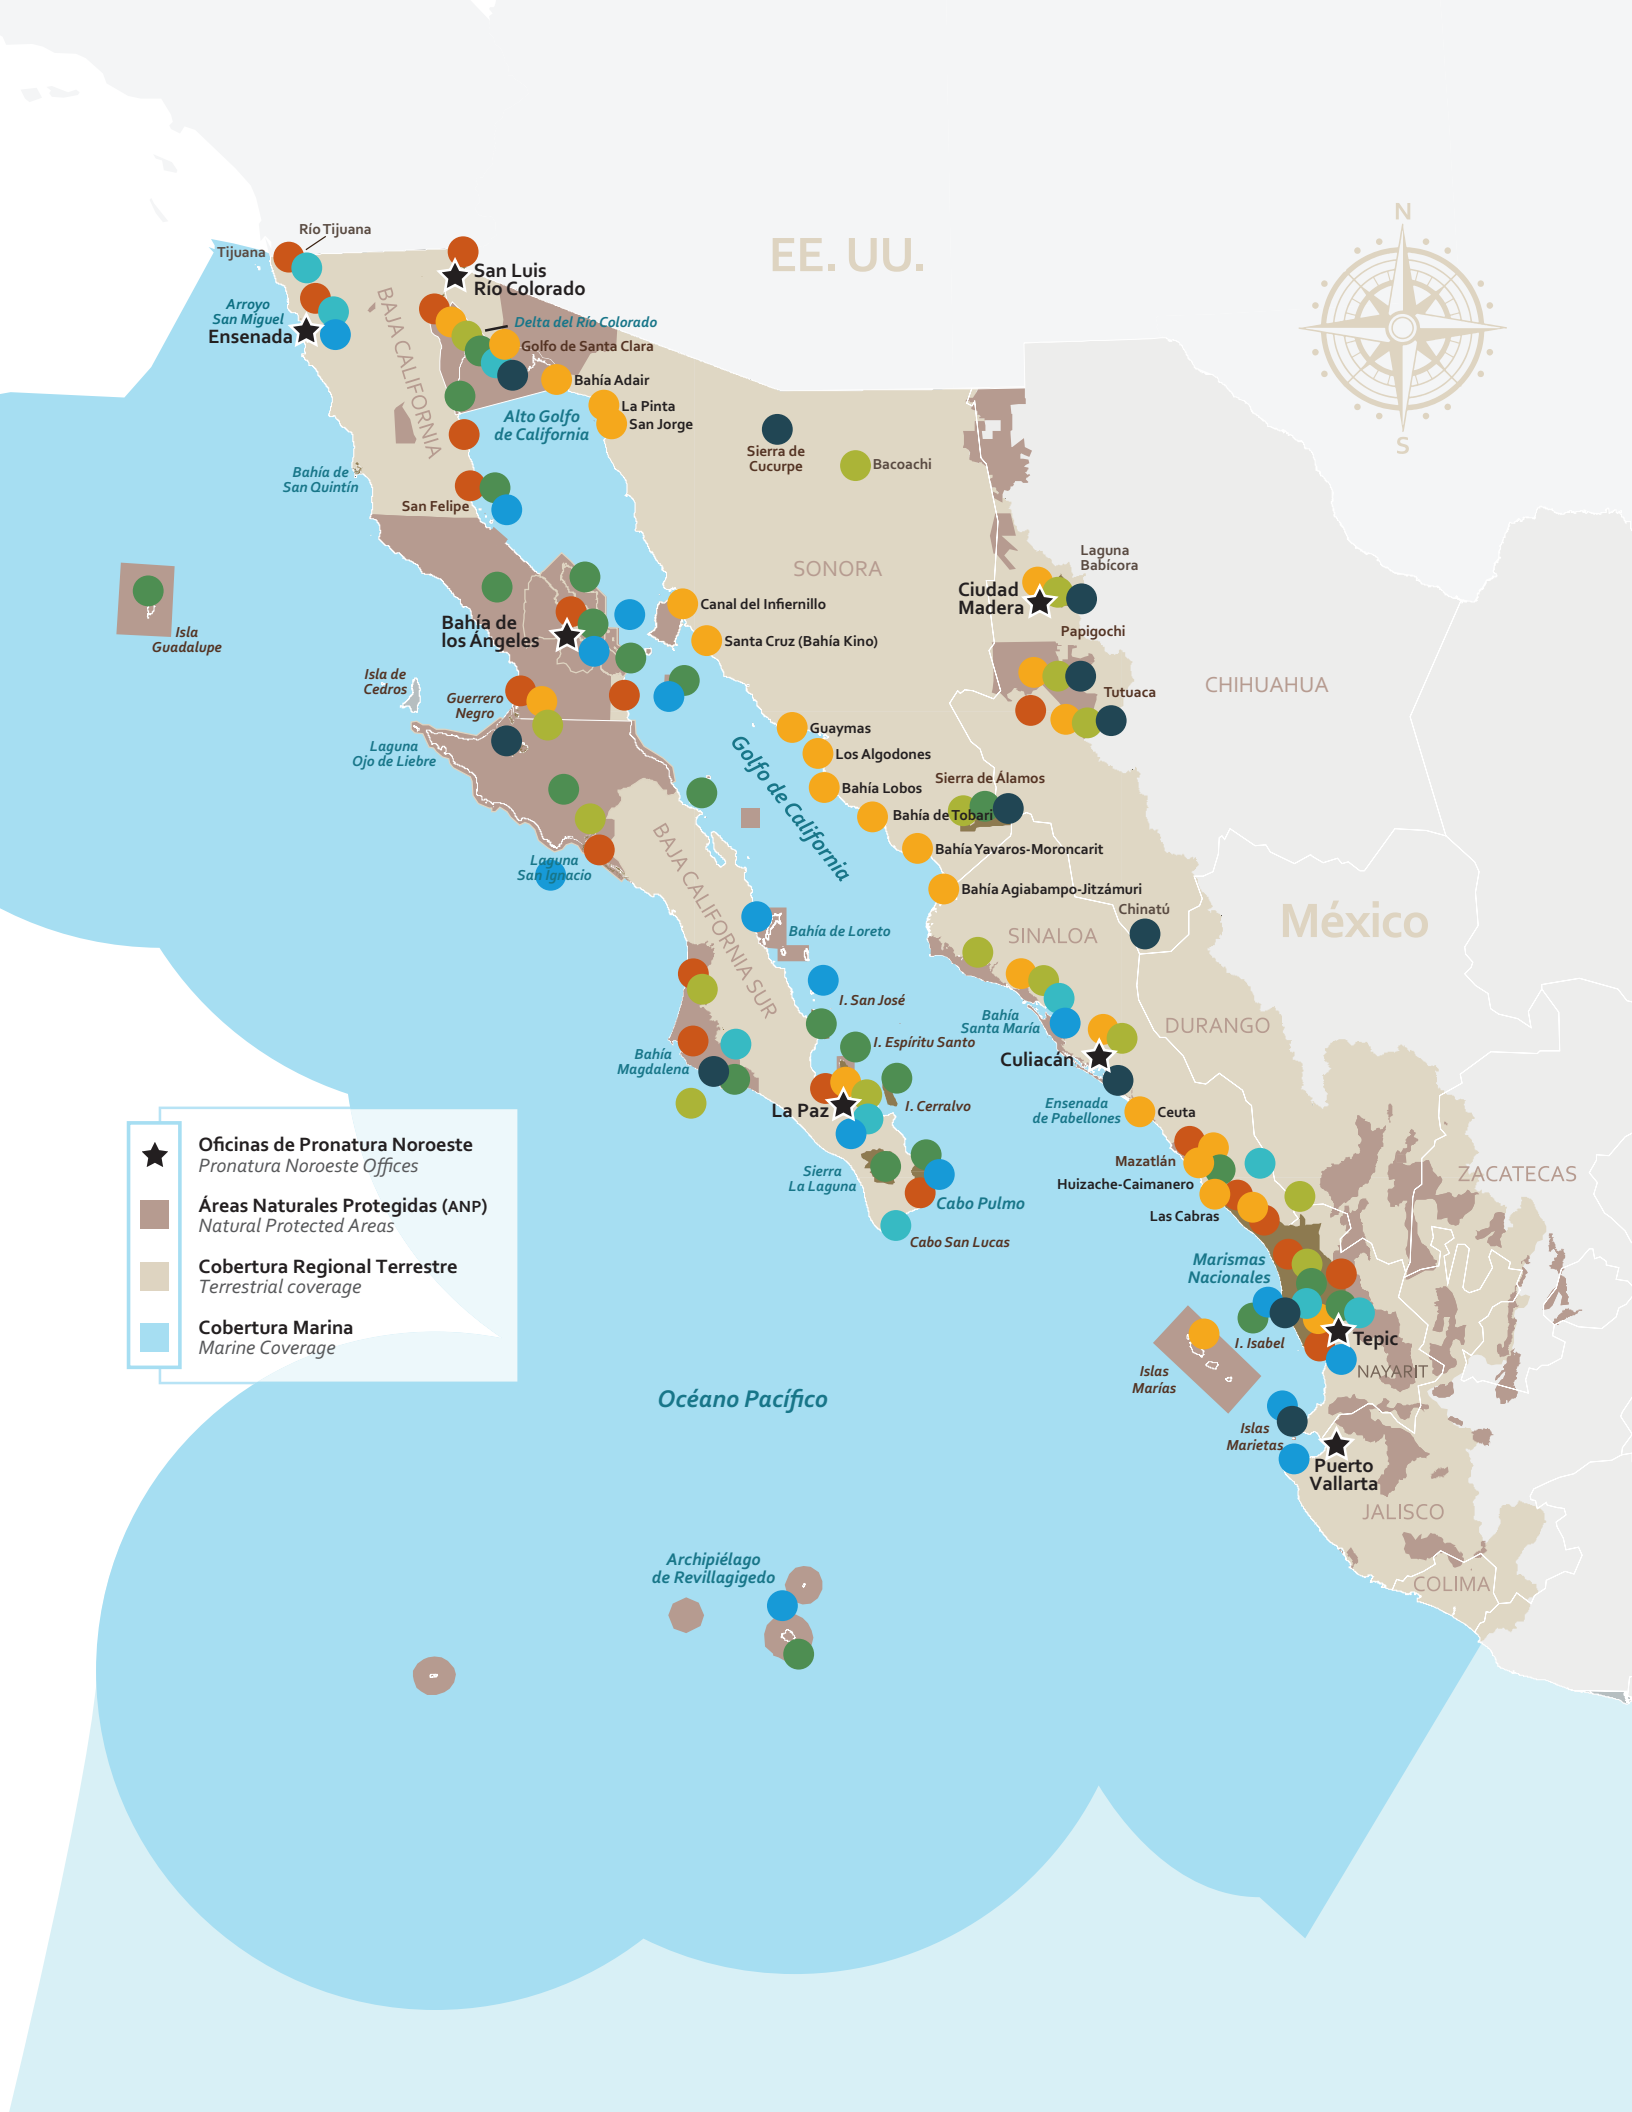 N
S
EE. UU.
Río Tijuana
Tijuana
San Luis
Río Colorado
Arroyo
San Miguel
Ensenada
BAJA CALIFORNIA
Delta del Río Colorado
Golfo de Santa Clara
Bahía Adair
La Pinta
San Jorge
Alto Golfo
de California
Sierra de
Cucurpe
Bacoachi
Bahía de
San Quintín
San Felipe
SONORA
Laguna
Babícora
Ciudad
Madera
Papigochi
Tutuaca
CHIHUAHUA
Canal del Infiernillo
Santa Cruz (Bahía Kino)
Bahía de
los Ángeles
Isla
Guadalupe
Isla de
Cedros
Guerrero
Negro
Laguna
Ojo de Liebre
Golfo de California
Guaymas
Los Algodones
Sierra de Álamos
Bahía Lobos
Bahía de Tobari
Bahía Yavaros-Moroncarit
Bahía Agiabampo-Jitzámuri
Laguna
San Ignacio
BAJA CALIFORNIA SUR
Chinatú
México
SINALOA
Bahía de Loreto
I. San José
Bahía
Santa María
DURANGO
I. Espíritu Santo
Culiacán
Bahía
Magdalena
La Paz
I. Cerralvo
Ensenada
de Pabellones
Ceuta
Mazatlán
Huizache-Caimanero
Las Cabras
ZACATECAS
Sierra
La Laguna
Cabo Pulmo
Cabo San Lucas
Marismas
Nacionales
I. Isabel
Tepic
NAYARIT
Islas
Marías
Islas
Marietas
Puerto
Vallarta
JALISCO
COLIMA
Oficinas de Pronatura Noroeste
Pronatura Noroeste Offices
Áreas Naturales Protegidas (ANP)
Natural Protected Areas
Cobertura Regional Terrestre
Terrestrial coverage
Cobertura Marina
Marine Coverage
Océano Pacífico
Archipiélago
de Revillagigedo